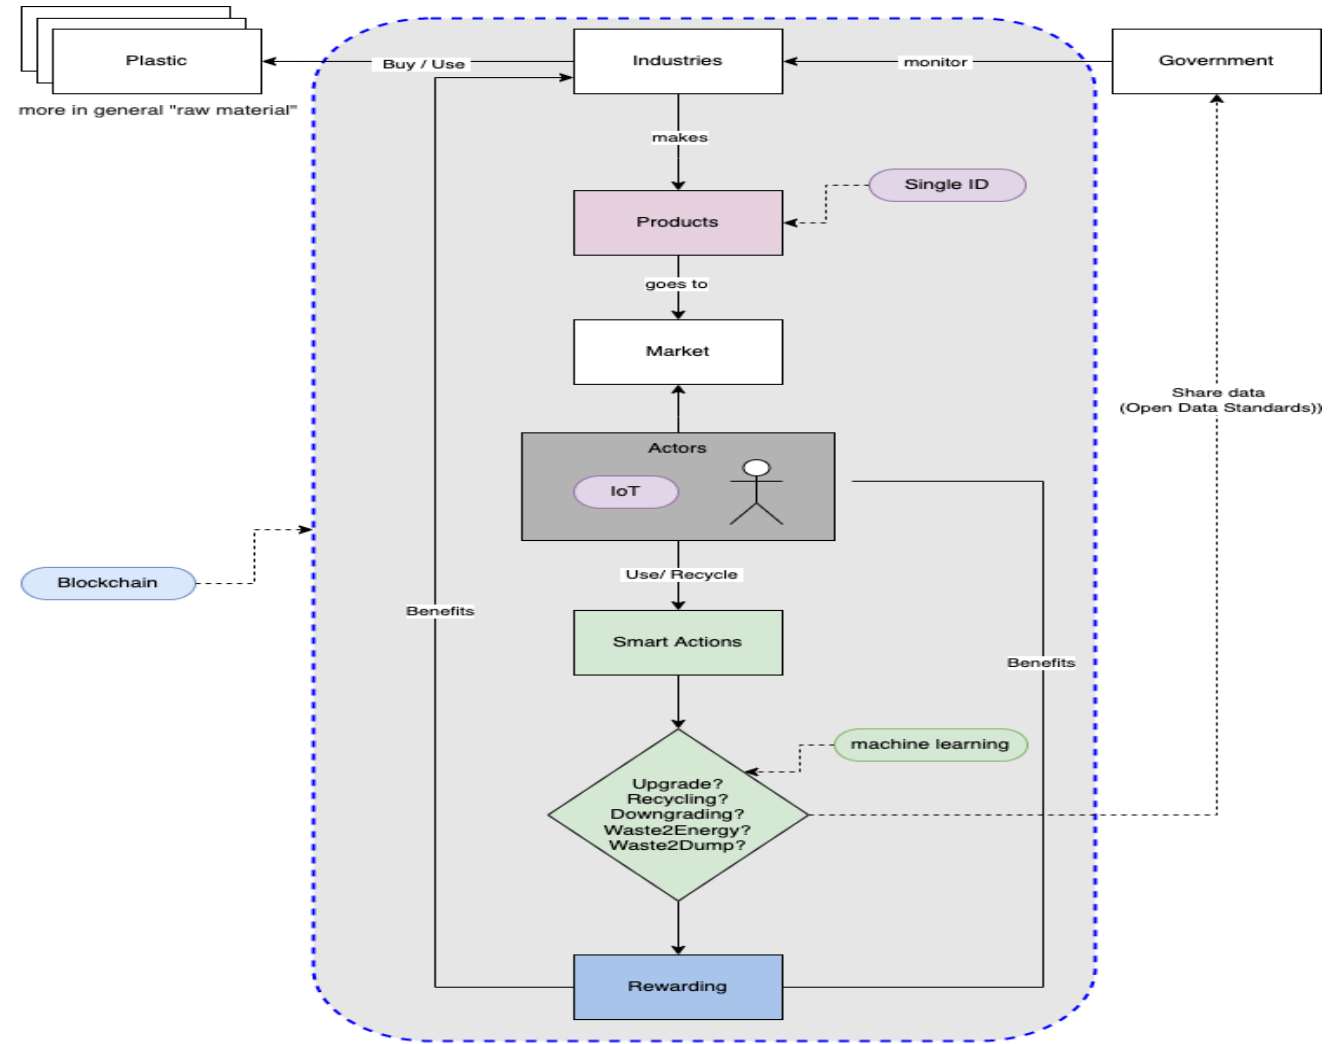 Plastic
Buy / Use
Industries
monitor
Government
more in general "raw material"
makes
Single ID
Products
goes to
Market
Share data
(Open Data Standards))
Actors
IoT
Use/ Recycle
Blockchain
Benefits
Smart Actions
Benefits
machine learning
Upgrade?
Recycling?
Downgrading?
Waste2Energy?
Waste2Dump?
Rewarding